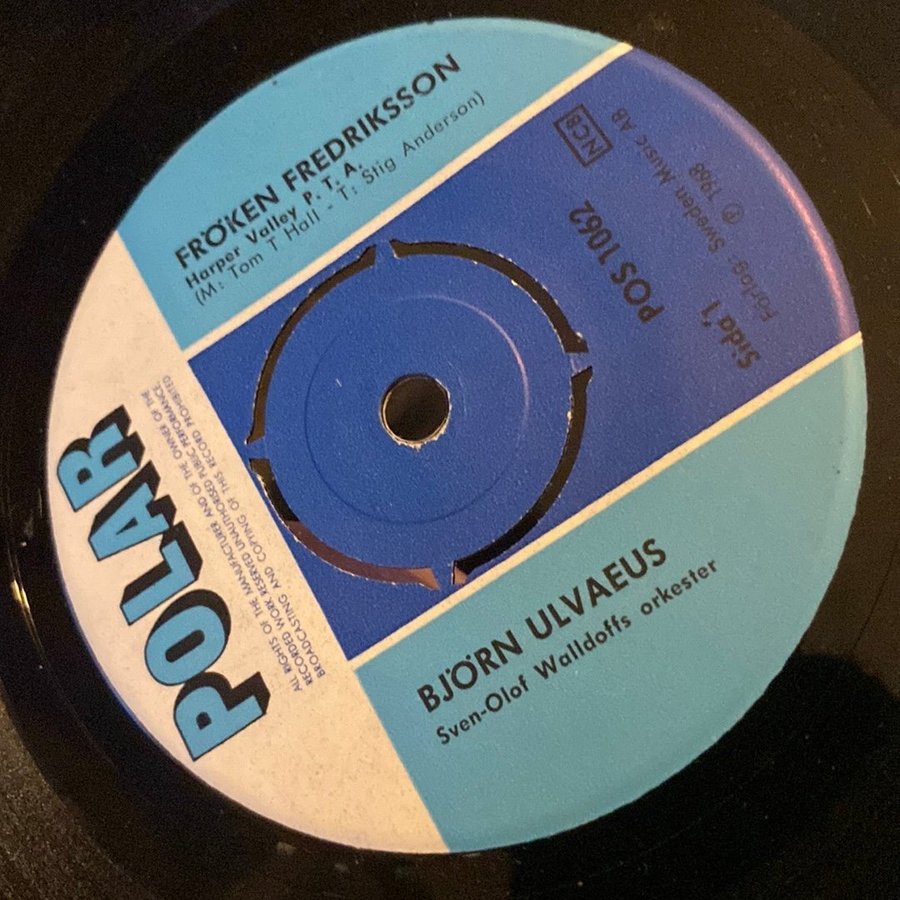 FRÖKEN FREDRIKSSON
Harper Valley P. T. A.
(M: Tom T Hall - T: Stig Anderson)
NCB
POS 1062
Sida 1
Förlag: Sweden Music AB
℗ 1968
POLAR
ALL RIGHTS OF THE MANUFACTURER AND OF THE OWNER OF THE
RECORDED WORK RESERVED UNAUTHORISED PUBLIC PERFORMANCE,
BROADCASTING AND COPYING OF THIS RECORD PROHIBITED
BJÖRN ULVAEUS
Sven-Olof Walldoffs orkester